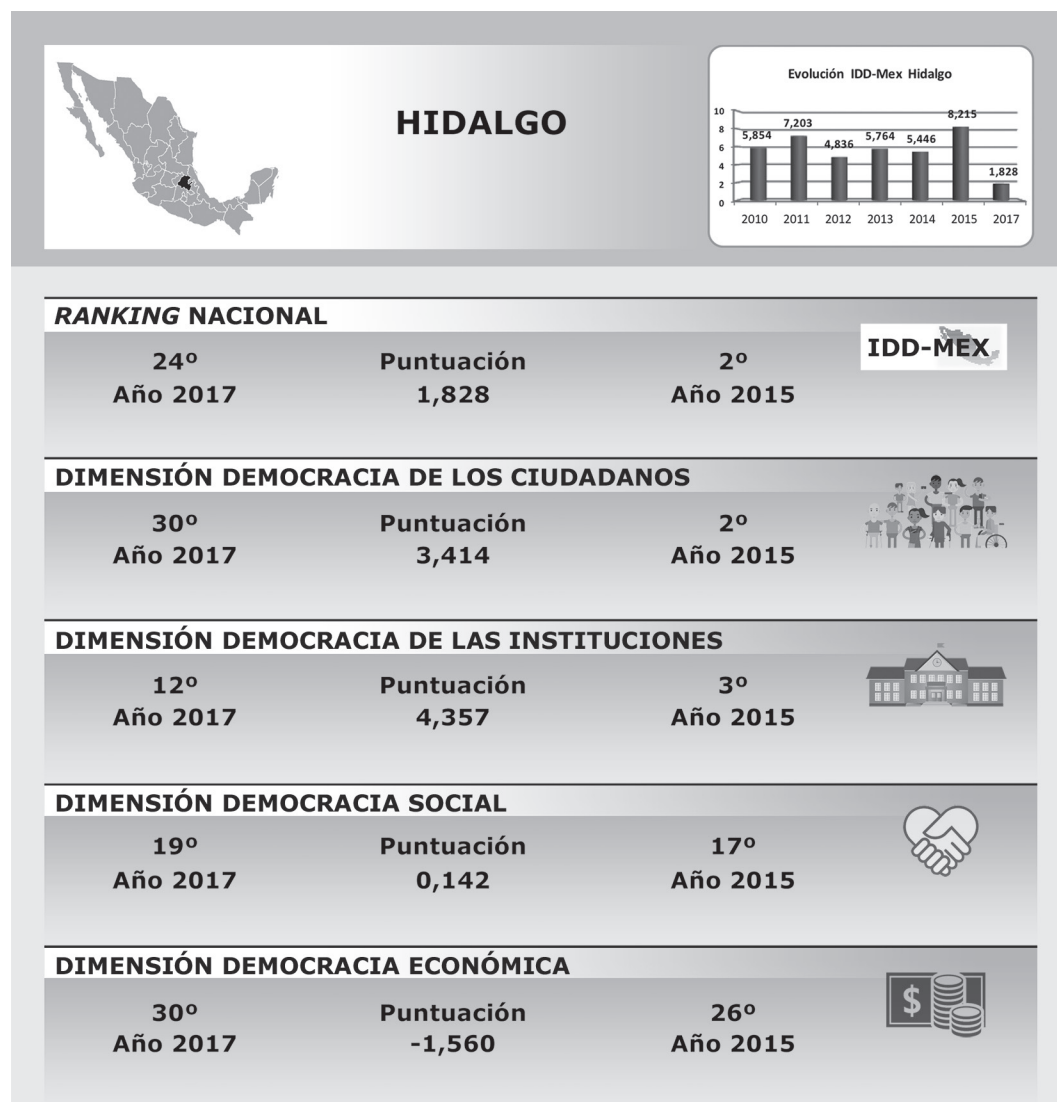 HIDALGO
Evolución IDD-Mex Hidalgo
10
8
6
4
2
0
5,854
7,203
4,836
5,764
5,446
8,215
1,828
2010 2011 2012 2013 2014 2015 2017
RANKING NACIONAL
IDD-MEX
24º Puntuación 2º
Año 2017 1,828 Año 2015
DIMENSIÓN DEMOCRACIA DE LOS CIUDADANOS
30º Puntuación 2º
Año 2017 3,414 Año 2015
DIMENSIÓN DEMOCRACIA DE LAS INSTITUCIONES
12º Puntuación 3º
Año 2017 4,357 Año 2015
DIMENSIÓN DEMOCRACIA SOCIAL
19º Puntuación 17º
Año 2017 0,142 Año 2015
DIMENSIÓN DEMOCRACIA ECONÓMICA
$
30º Puntuación 26º
Año 2017 -1,560 Año 2015